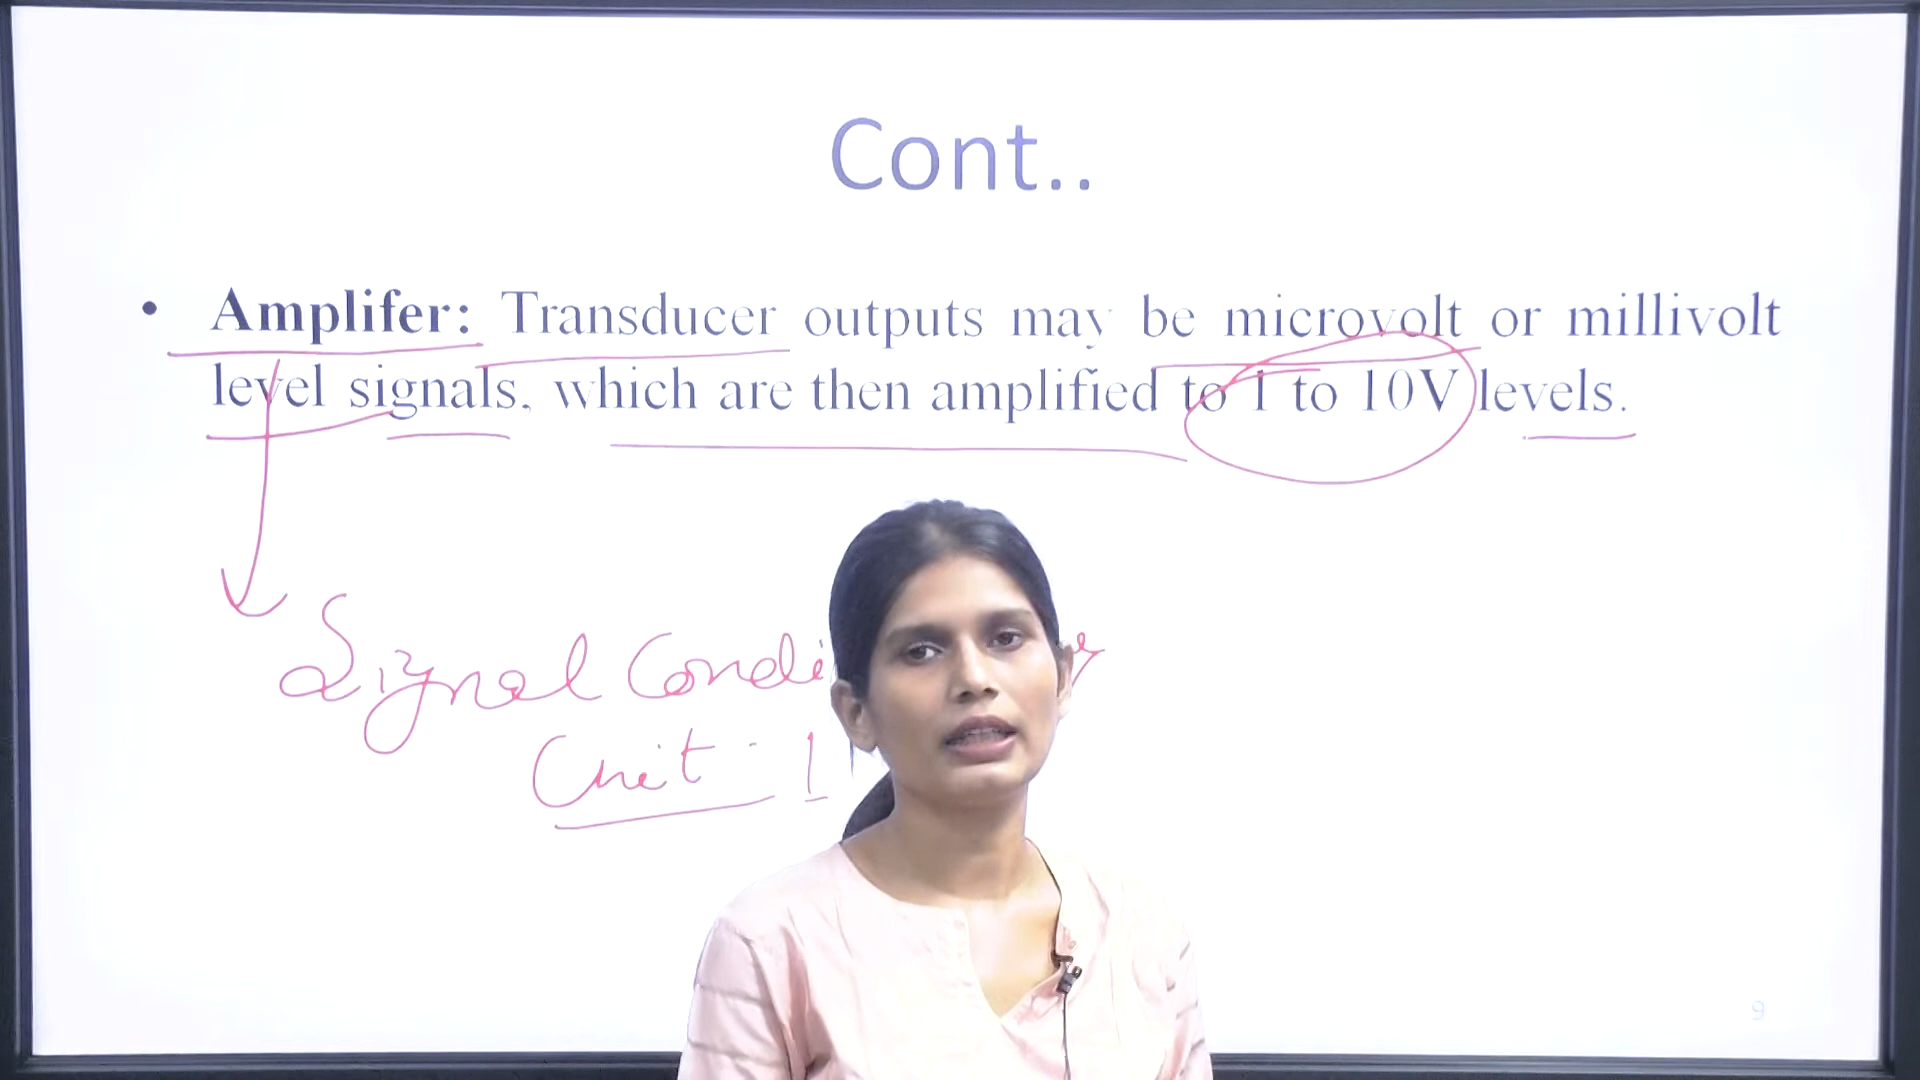 Cont..
• Amplifer: Transducer outputs may be microvolt or millivolt
level signals, which are then amplified to 1 to 10V levels.
Signal
Unit - 1
9